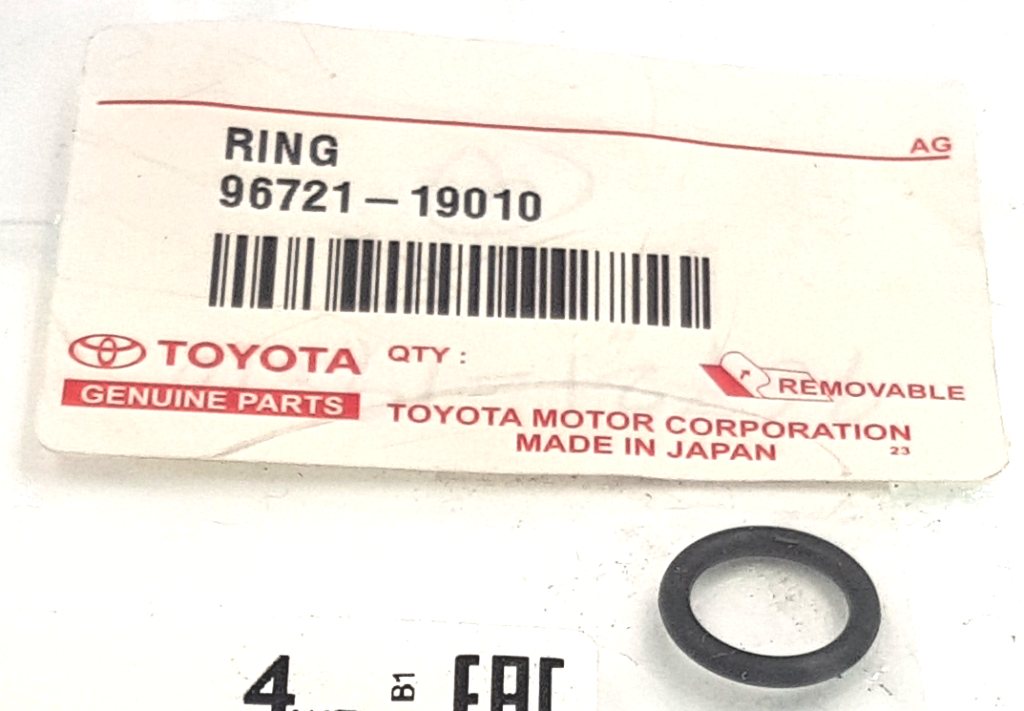 AG
RING
96721-19010
TOYOTA QTY :
GENUINE PARTS
REMOVABLE
TOYOTA MOTOR CORPORATION
MADE IN JAPAN 23
4
B1
EAC